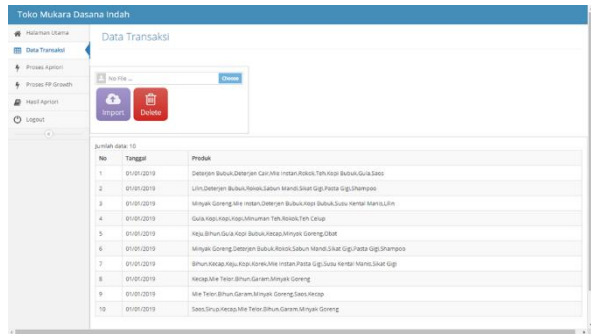 Toko Mukara Dasana Indah
Halaman Utama
Data Transaksi
Proses Apriori
Proses FP Growth
Hasil Apriori
Logout
Data Transaksi
No File ...
Choose
Import
Delete
Jumlah data: 10
No Tanggal Produk
1 01/01/2019 Deterjen Bubuk,Deterjen Cair,Mie Instan,Rokok,Teh,Kopi Bubuk,Gula,Saos
2 01/01/2019 Lilin,Deterjen Bubuk,Rokok,Sabun Mandi,Sikat Gigi,Pasta Gigi,Shampoo
3 01/01/2019 Minyak Goreng,Mie Instan,Deterjen Bubuk,Kopi Bubuk,Susu Kental Manis,Lilin
4 01/01/2019 Gula,Kopi,Kopi,Kopi,Minuman Teh,Rokok,Teh Celup
5 01/01/2019 Keju,Bihun,Gula,Kopi Bubuk,Kecap,Minyak Goreng,Obat
6 01/01/2019 Minyak Goreng,Deterjen Bubuk,Rokok,Sabun Mandi,Sikat Gigi,Pasta Gigi,Shampoo
7 01/01/2019 Bihun,Kecap,Kopi,Kopi,Korek,Mie Instan,Pasta Gigi,Susu Kental Manis,Sikat Gigi
8 01/01/2019 Kecap,Mie Telor,Bihun,Garam,Minyak Goreng
9 01/01/2019 Mie Telor,Bihun,Garam,Minyak Goreng,Saos,Kecap
10 01/01/2019 Saos,Sirup,Kecap,Mie Telor,Bihun,Garam,Minyak Goreng